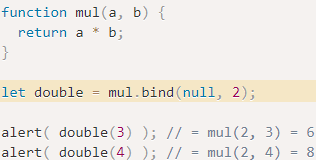 function mul(a, b) {
  return a * b;
}

let double = mul.bind(null, 2);

alert( double(3) ); // = mul(2, 3) = 6
alert( double(4) ); // = mul(2, 4) = 8